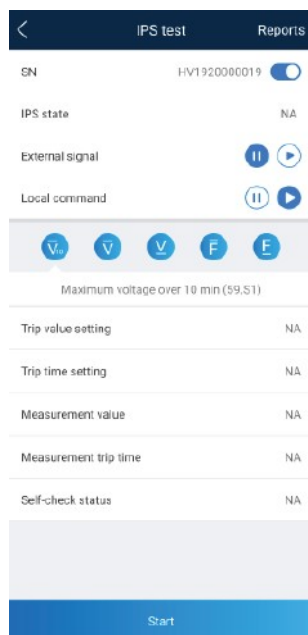 IPS test
Reports
SN
HV1920000019
IPS state
NA
External signal
Local command
Maximum voltage over 10 min (59.S1)
Trip value setting
NA
Trip time setting
NA
Measurement value
NA
Measurement trip time
NA
Self-check status
NA
Start